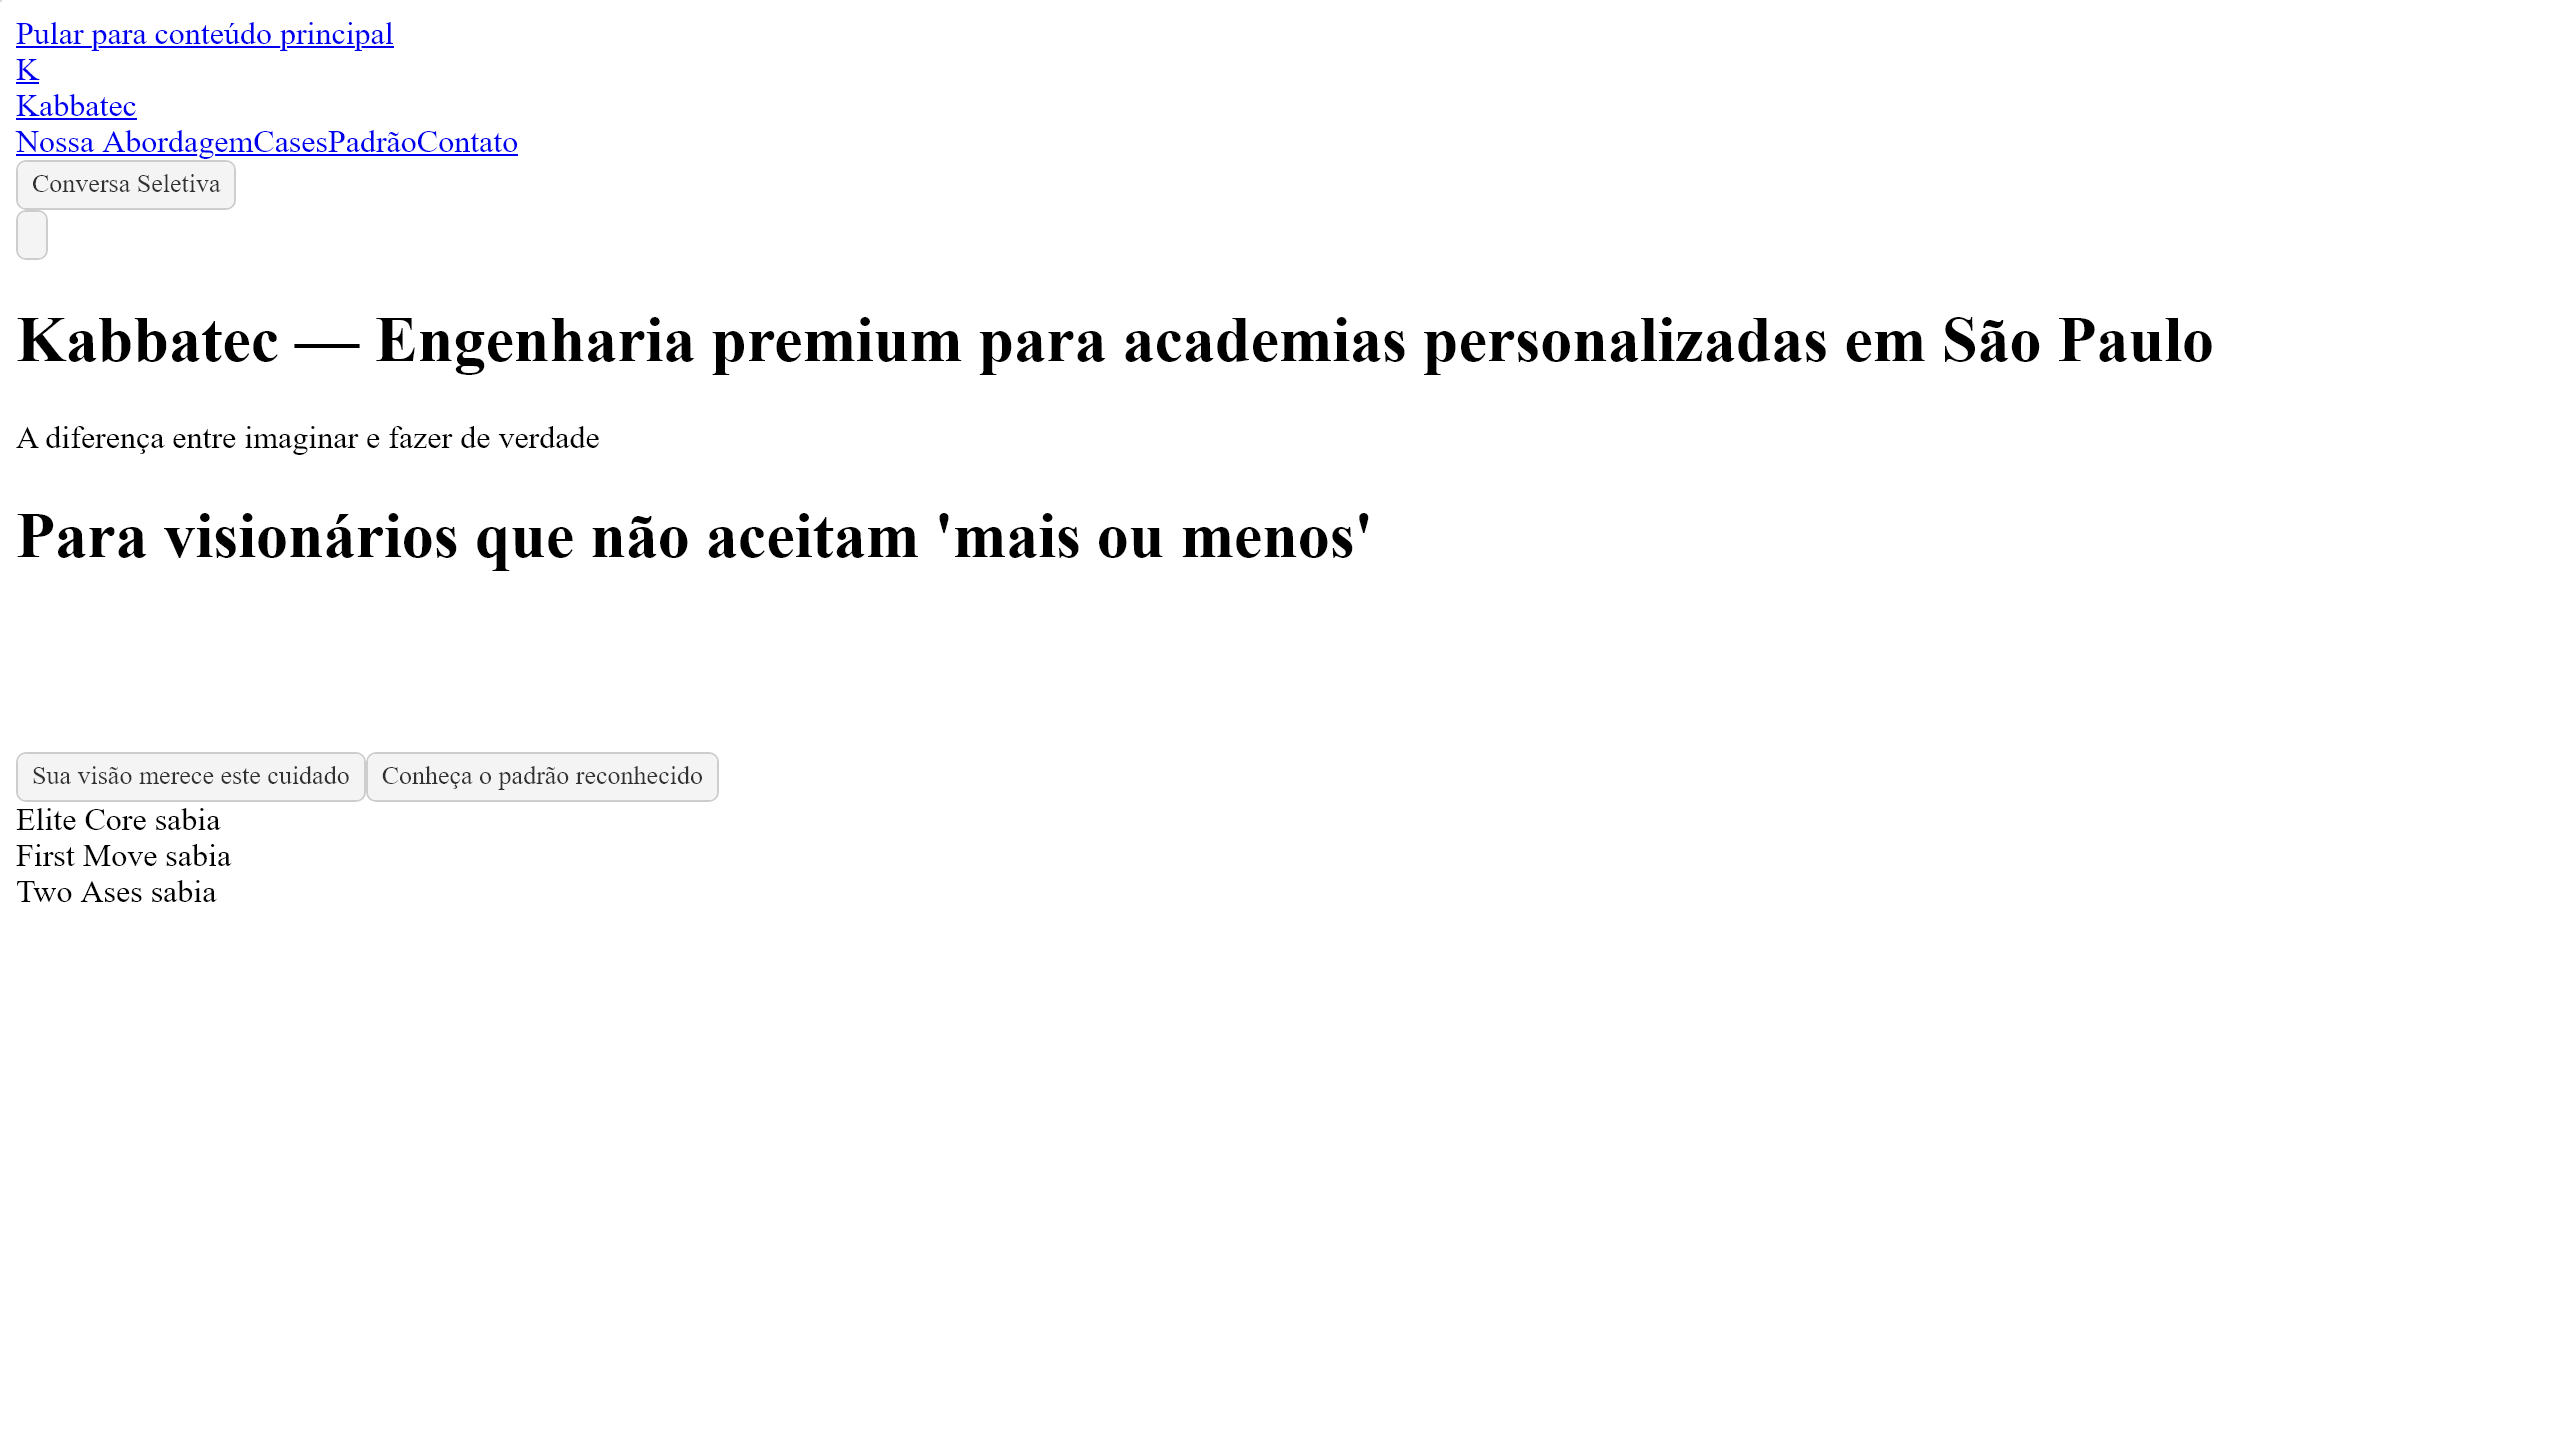 Pular para conteúdo principal
K
Kabbatec
Nossa AbordagemCasesPadrãoContato
Conversa Seletiva
Kabbatec — Engenharia premium para academias personalizadas em São Paulo
A diferença entre imaginar e fazer de verdade
Para visionários que não aceitam 'mais ou menos'
Sua visão merece este cuidado Conheça o padrão reconhecido
Elite Core sabia
First Move sabia
Two Ases sabia